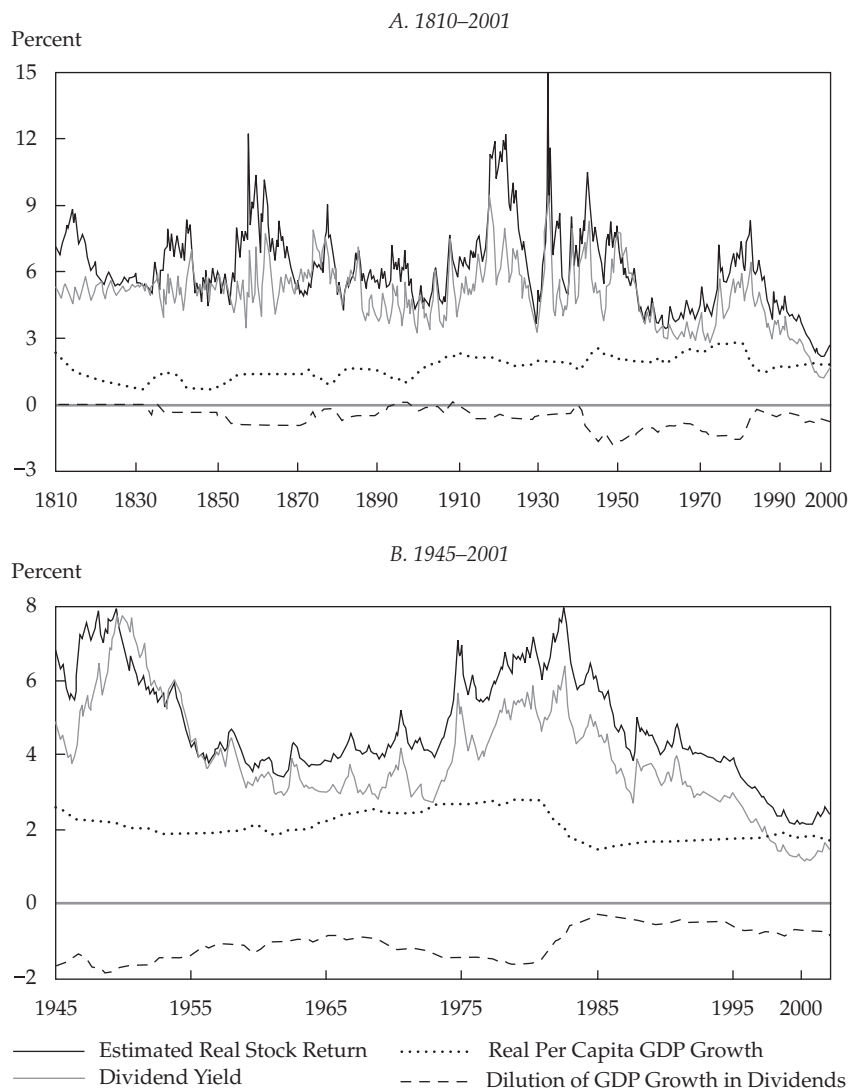 A. 1810–2001
Percent
15
12
9
6
3
0
−3
1810 1830 1850 1870 1890 1910 1930 1950 1970 1990 2000
B. 1945–2001
Percent
8
6
4
2
0
−2
1945 1955 1965 1975 1985 1995 2000
Estimated Real Stock Return Real Per Capita GDP Growth
Dividend Yield Dilution of GDP Growth in Dividends